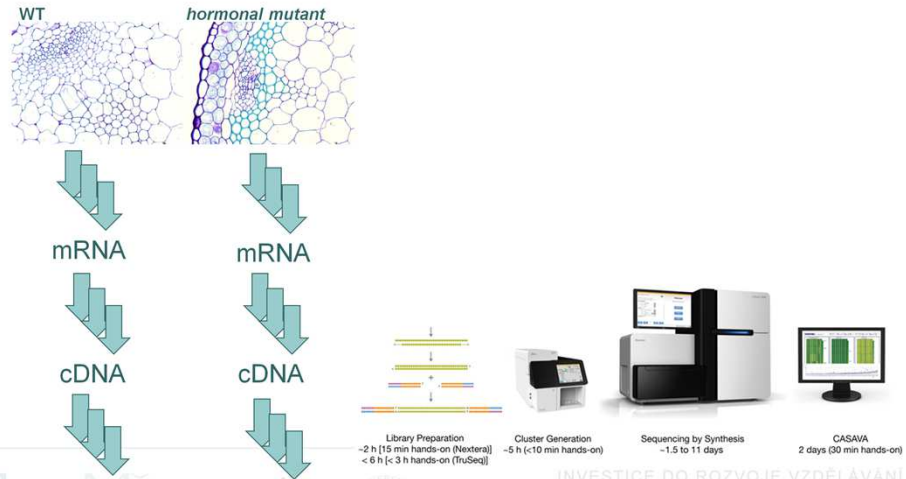 WT
hormonal mutant
mRNA
mRNA
cDNA
cDNA
Library Preparation
~2 h [15 min hands-on (Nextera)]
< 6 h [< 3 h hands-on (TruSeq)]
Cluster Generation
~5 h (<10 min hands-on)
Sequencing by Synthesis
~1.5 to 11 days
CASAVA
2 days (30 min hands-on)
INVESTICE DO ROZVOJE VZDĚLÁVÁNÍ